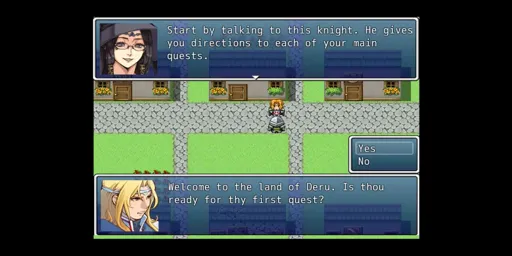 Start by talking to this knight. He gives
you directions to each of your main
quests.
Yes
No
Welcome to the land of Deru. Is thou
ready for thy first quest?